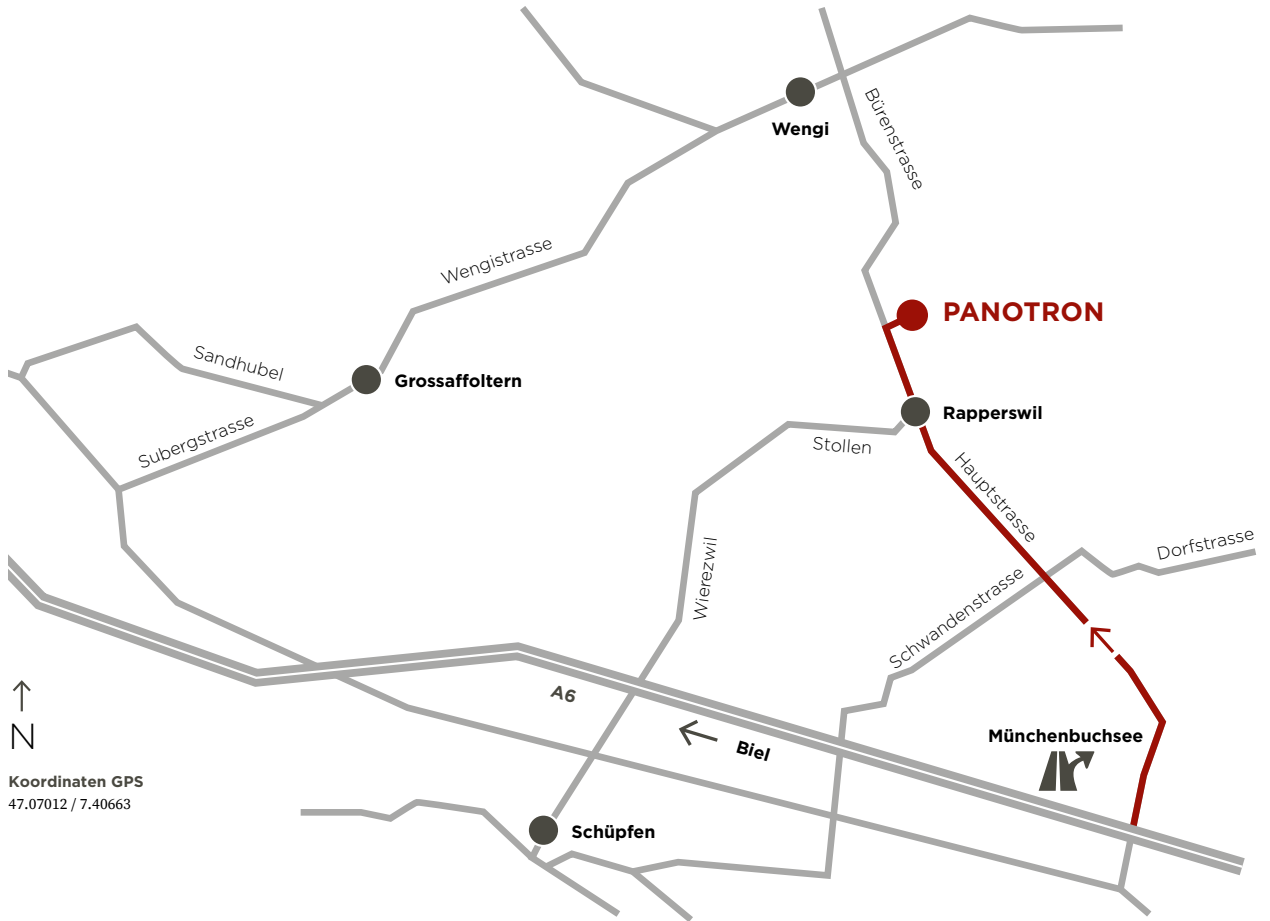 Wengi
Bürenstrasse
Wengistrasse
PANOTRON
Sandhubel
Grossaffoltern
Rapperswil
Subergstrasse
Stollen
Hauptstrasse
Dorfstrasse
Wierezwil
Schwandenstrasse
A6
N
Biel
Münchenbuchsee
Koordinaten GPS
47.07012 / 7.40663
Schüpfen